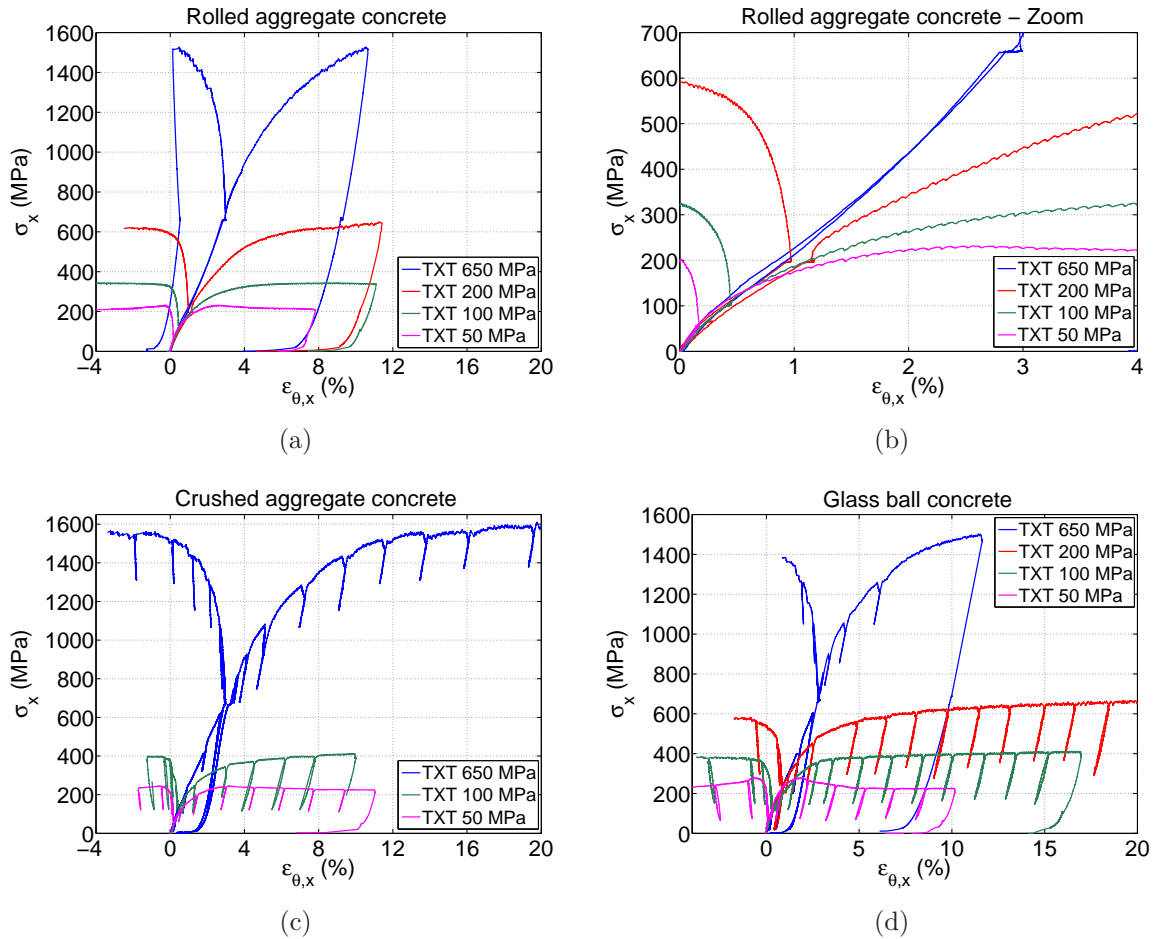 Rolled aggregate concrete
1600
1400
1200
1000
800
600
400
200
0
σx (MPa)
TXT 650 MPa
TXT 200 MPa
TXT 100 MPa
TXT 50 MPa
−4 0 4 8 12 16 20
εθ,x (%)
(a)
Rolled aggregate concrete − Zoom
700
600
500
400
300
200
100
0
σx (MPa)
TXT 650 MPa
TXT 200 MPa
TXT 100 MPa
TXT 50 MPa
0 1 2 3 4
εθ,x (%)
(b)
Crushed aggregate concrete
1600
1400
1200
1000
800
600
400
200
0
σx (MPa)
TXT 650 MPa
TXT 100 MPa
TXT 50 MPa
−4 0 4 8 12 16 20
εθ,x (%)
(c)
Glass ball concrete
1600
1400
1200
1000
800
600
400
200
0
σx (MPa)
TXT 650 MPa
TXT 200 MPa
TXT 100 MPa
TXT 50 MPa
0 5 10 15 20
εθ,x (%)
(d)